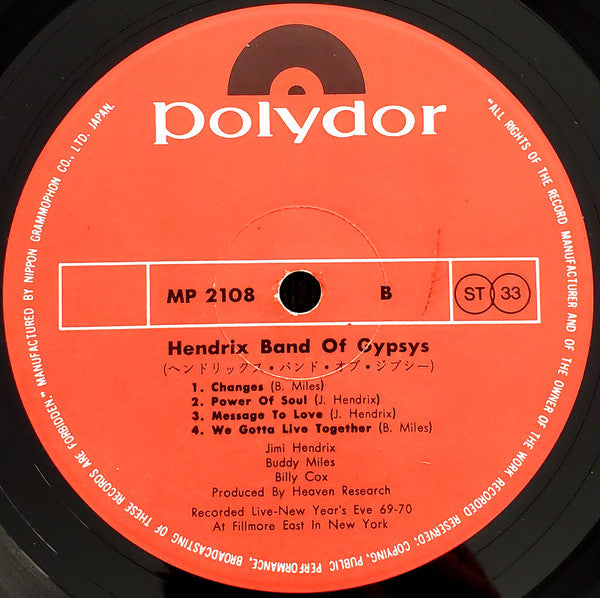 polydor
MP 2108 B ST 33
Hendrix Band Of Gypsys
(ヘンドリックス・バンド・オブ・ジプシー)
1. Changes (B. Miles)
2. Power Of Soul (J. Hendrix)
3. Message To Love (J. Hendrix)
4. We Gotta Live Together (B. Miles)
Jimi Hendrix
Buddy Miles
Billy Cox
Produced By Heaven Research
Recorded Live-New Year's Eve 69-70
At Fillmore East In New York
"ALL RIGHTS OF THE RECORD MANUFACTURER AND OF THE OWNER OF THE WORK RECORDED RESERVED; COPYING, PUBLIC PERFORMANCE, BROADCASTING OF THESE RECORDS ARE FORBIDDEN." MANUFACTURED BY NIPPON GRAMMOPHON CO., LTD. JAPAN.